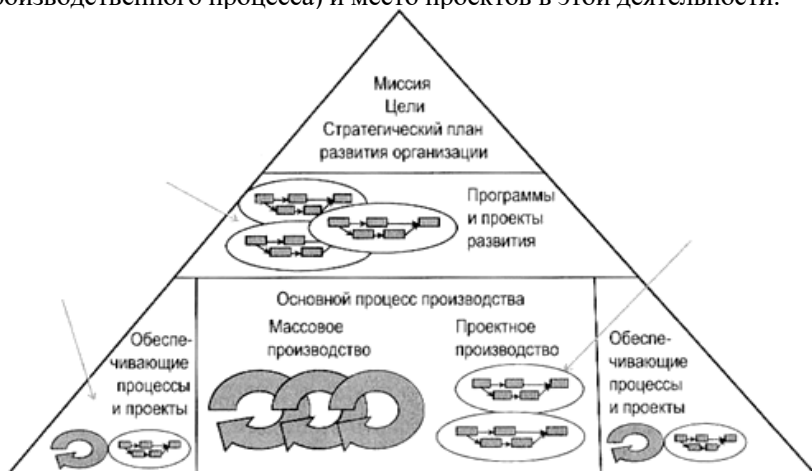 роизводственного процесса) и место проектов в этой деятельности.
Миссия
Цели
Стратегический план
развития организации
Программы
и проекты
развития
Основной процесс производства
Массовое
производство
Проектное
производство
Обеспе-
чивающие
процессы
и проекты
Обеспе-
чивающие
процессы
и проекты